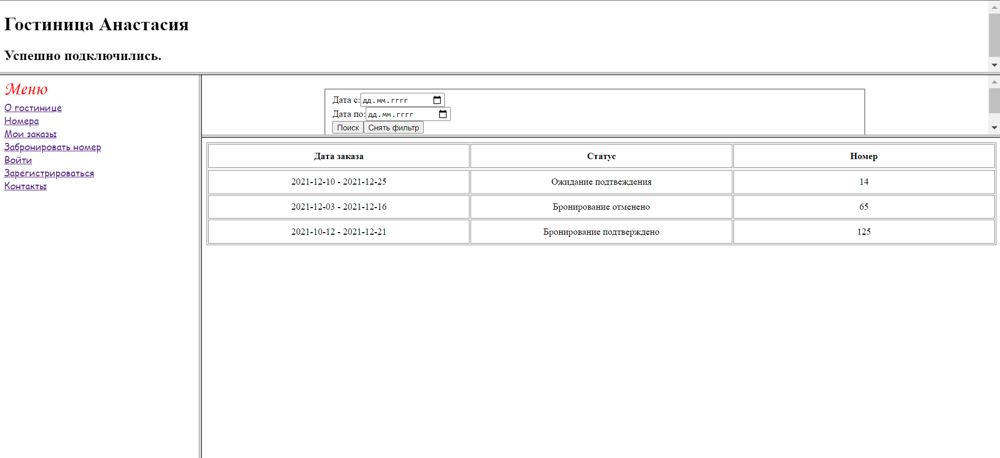 Гостиница Анастасия
Успешно подключились.
Меню
О гостинице
Номера
Мои заказы
Забронировать номер
Войти
Зарегистрироваться
Контакты
Дата с: дд.мм.гггг
Дата по: дд.мм.гггг
Поиск Снять фильтр
Дата заказа Статус Номер
2021-12-10 - 2021-12-25 Ожидание подтвеждения 14
2021-12-03 - 2021-12-16 Бронирование отменено 65
2021-10-12 - 2021-12-21 Бронирование подтверждено 125